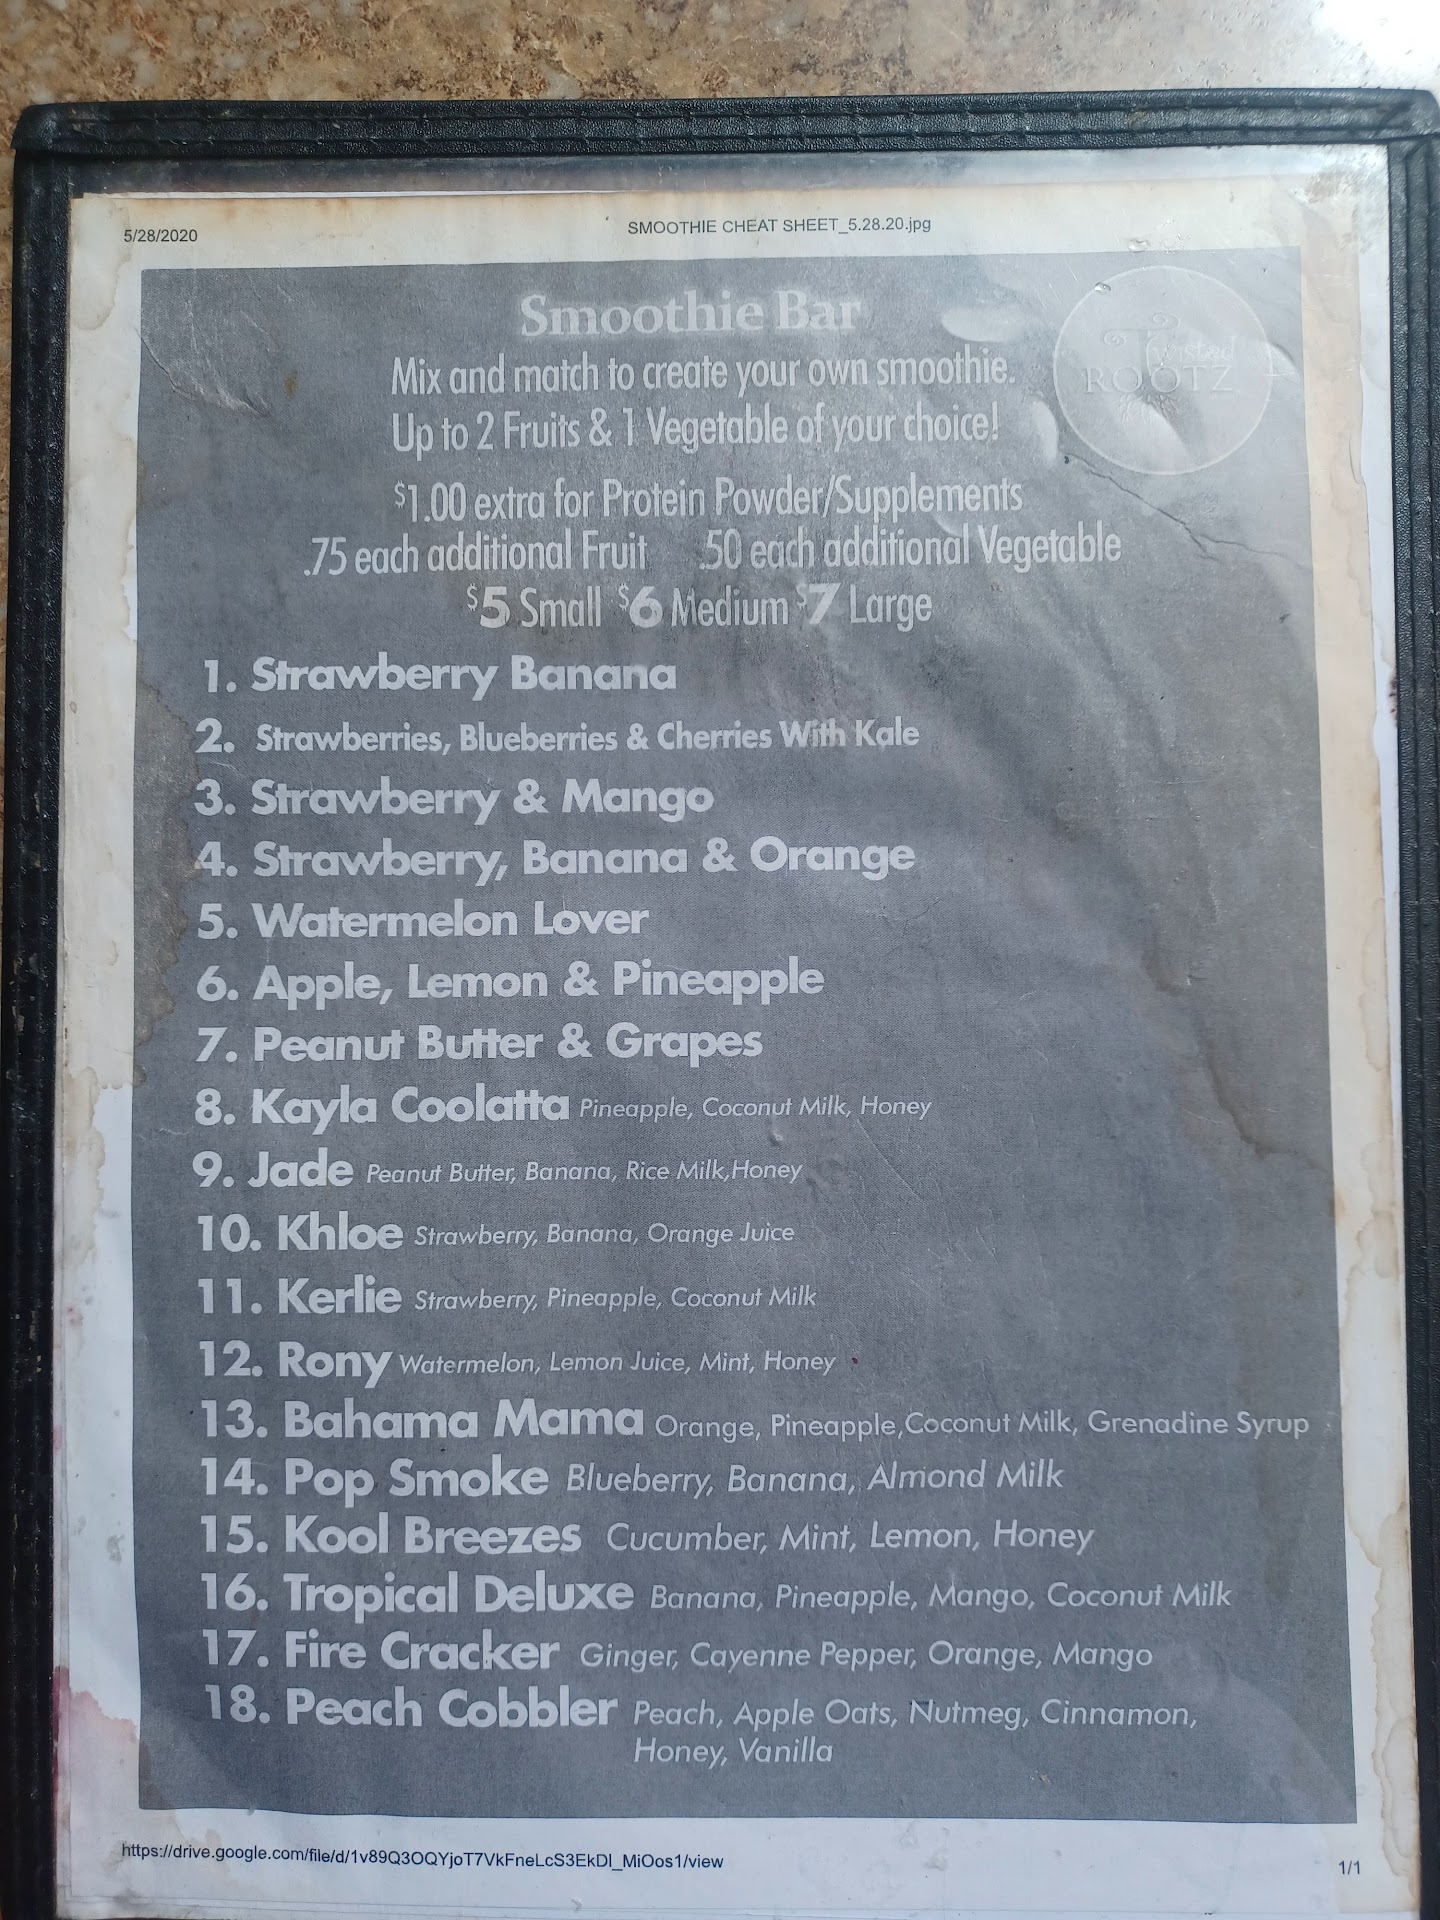 5/28/2020
SMOOTHIE CHEAT SHEET_5.28.20.jpg
Smoothie Bar
Twisted
ROOTZ
Mix and match to create your own smoothie.
Up to 2 Fruits & 1 Vegetable of your choice!
$1.00 extra for Protein Powder/Supplements
.75 each additional Fruit .50 each additional Vegetable
$5 Small $6 Medium $7 Large
1. Strawberry Banana
2. Strawberries, Blueberries & Cherries With Kale
3. Strawberry & Mango
4. Strawberry, Banana & Orange
5. Watermelon Lover
6. Apple, Lemon & Pineapple
7. Peanut Butter & Grapes
8. Kayla Coolatta Pineapple, Coconut Milk, Honey
9. Jade Peanut Butter, Banana, Rice Milk,Honey
10. Khloe Strawberry, Banana, Orange Juice
11. Kerlie Strawberry, Pineapple, Coconut Milk
12. Rony Watermelon, Lemon Juice, Mint, Honey
13. Bahama Mama Orange, Pineapple,Coconut Milk, Grenadine Syrup
14. Pop Smoke Blueberry, Banana, Almond Milk
15. Kool Breezes Cucumber, Mint, Lemon, Honey
16. Tropical Deluxe Banana, Pineapple, Mango, Coconut Milk
17. Fire Cracker Ginger, Cayenne Pepper, Orange, Mango
18. Peach Cobbler Peach, Apple Oats, Nutmeg, Cinnamon,
Honey, Vanilla
https://drive.google.com/file/d/1v89Q3OQYjoT7VkFneLcS3EkDI_MiOos1/view
1/1